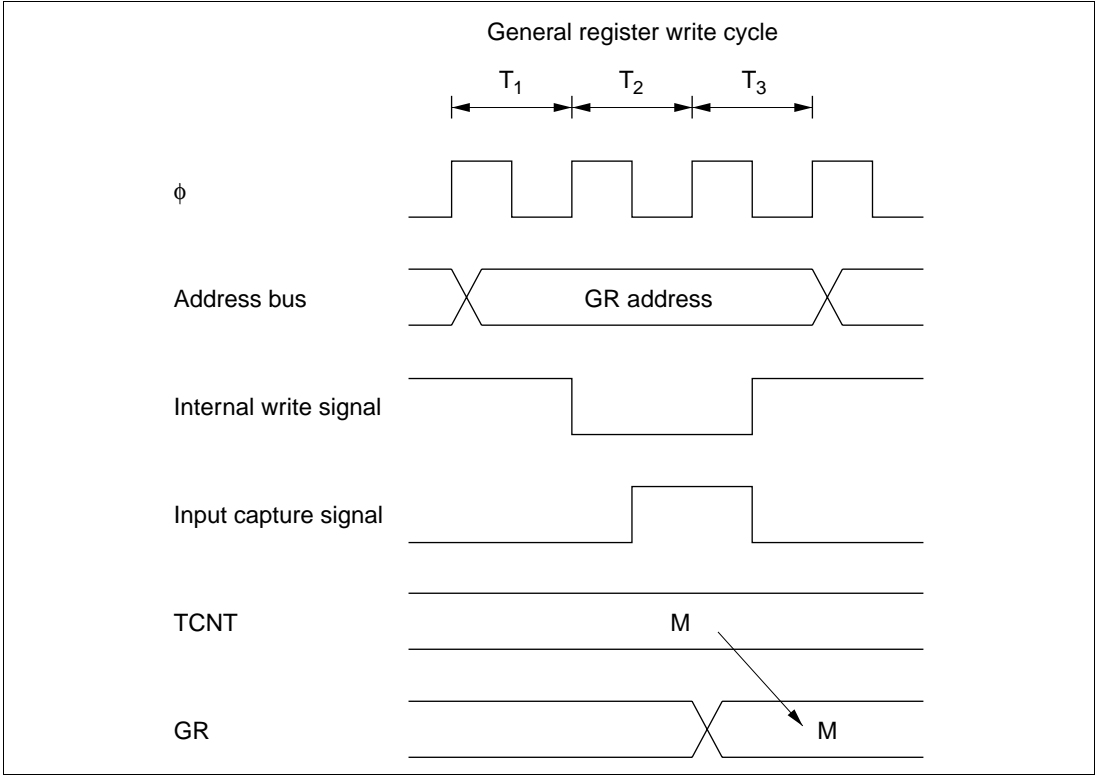 General register write cycle
T1 T2 T3
φ
Address bus GR address
Internal write signal
Input capture signal
TCNT M
GR M